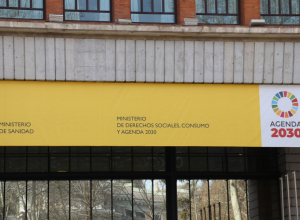 MINISTERIO
DE SANIDAD
MINISTERIO
DE DERECHOS SOCIALES, CONSUMO
Y AGENDA 2030
AGENDA
2030